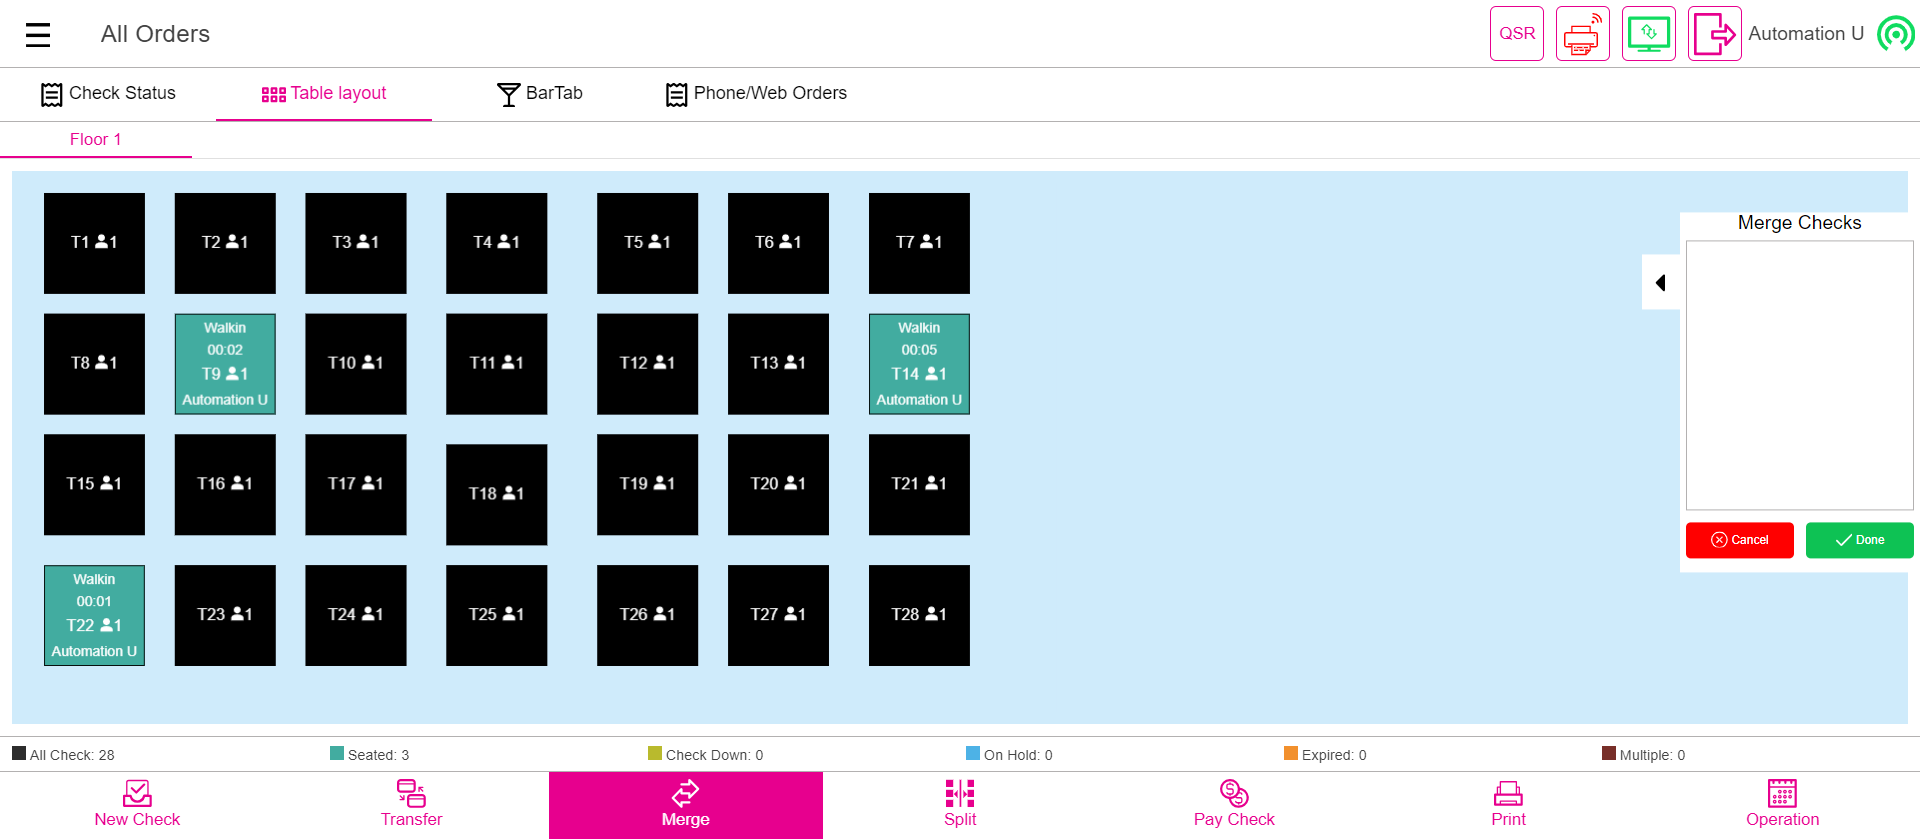 All Orders
QSR
Automation U
Check Status
Table layout
BarTab
Phone/Web Orders
Floor 1
T1 1
T2 1
T3 1
T4 1
T5 1
T6 1
T7 1
T8 1
Walkin
00:02
T9 1
Automation U
T10 1
T11 1
T12 1
T13 1
Walkin
00:05
T14 1
Automation U
T15 1
T16 1
T17 1
T18 1
T19 1
T20 1
T21 1
Walkin
00:01
T22 1
Automation U
T23 1
T24 1
T25 1
T26 1
T27 1
T28 1
Merge Checks
Cancel
Done
All Check: 28
Seated: 3
Check Down: 0
On Hold: 0
Expired: 0
Multiple: 0
New Check
Transfer
Merge
Split
Pay Check
Print
Operation